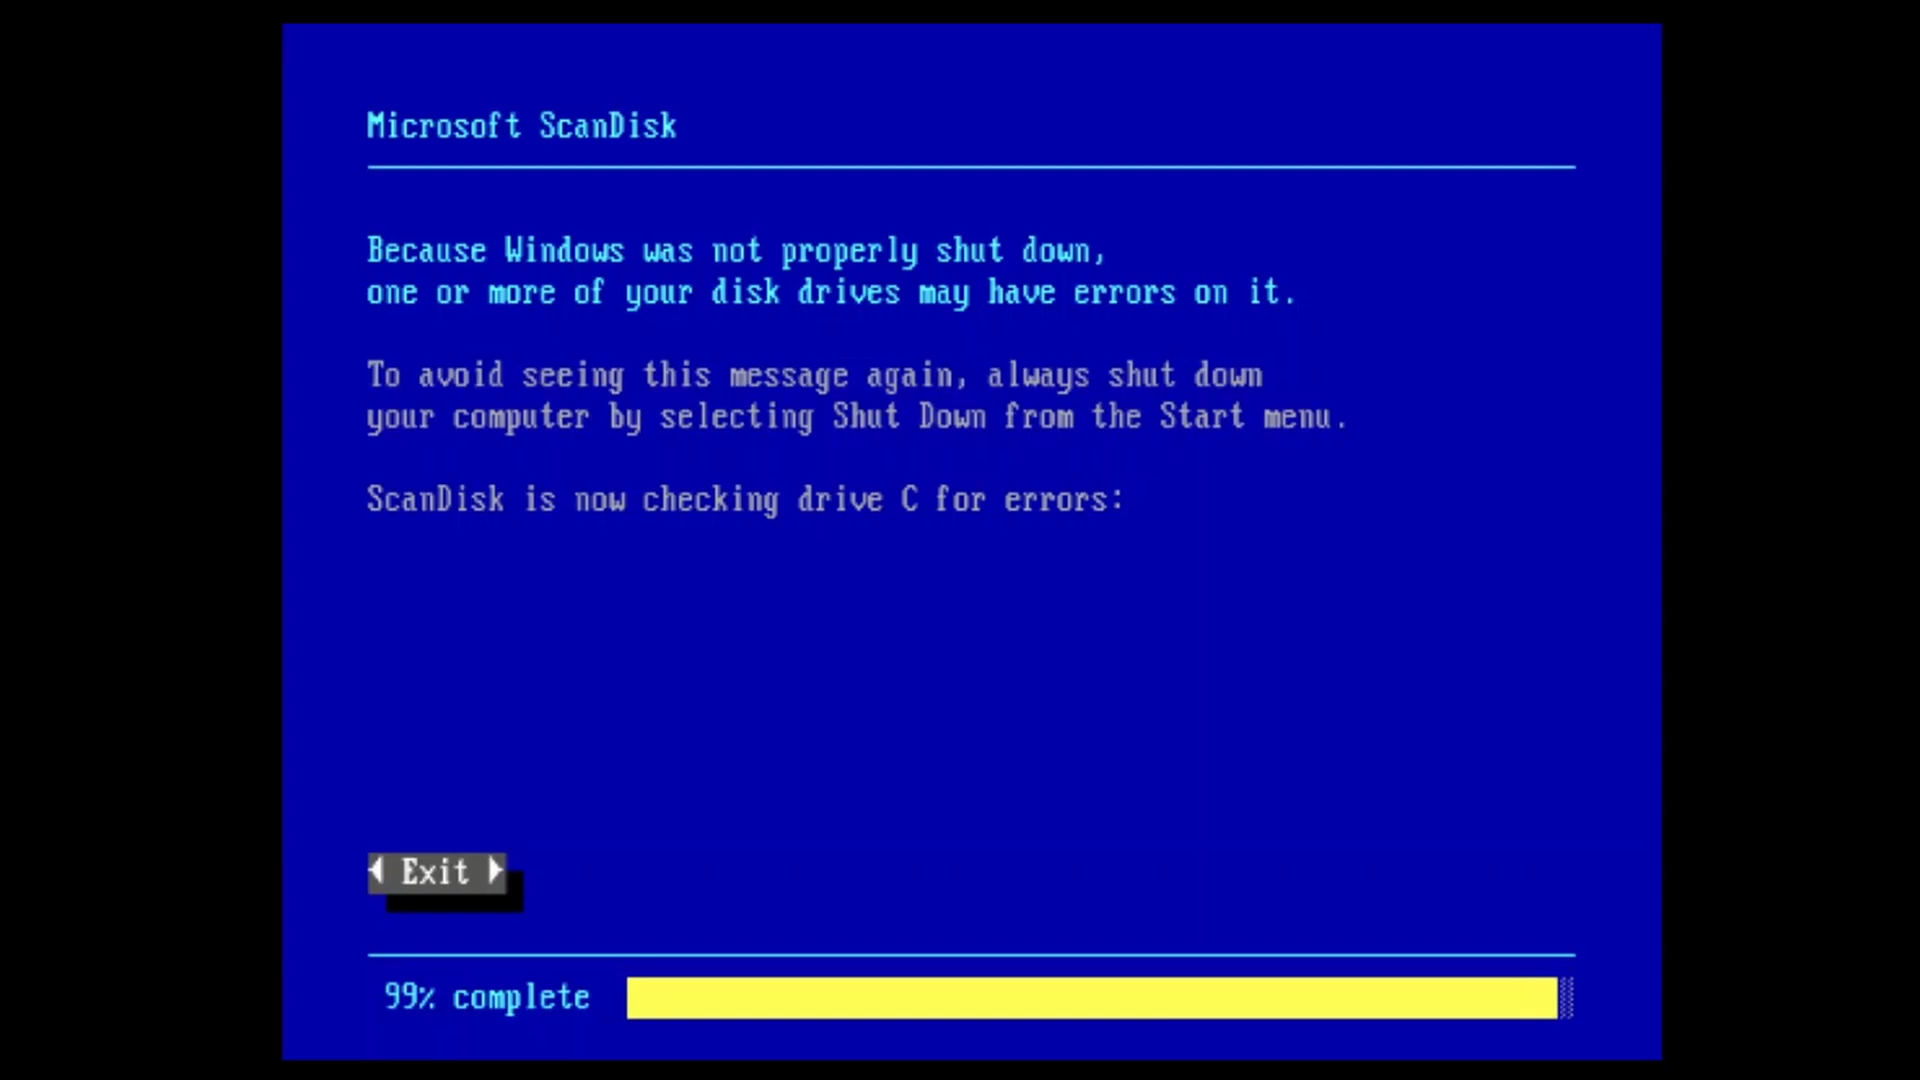 Microsoft ScanDisk
Because Windows was not properly shut down,
one or more of your disk drives may have errors on it.
To avoid seeing this message again, always shut down
your computer by selecting Shut Down from the Start menu.
ScanDisk is now checking drive C for errors:
Exit
99% complete